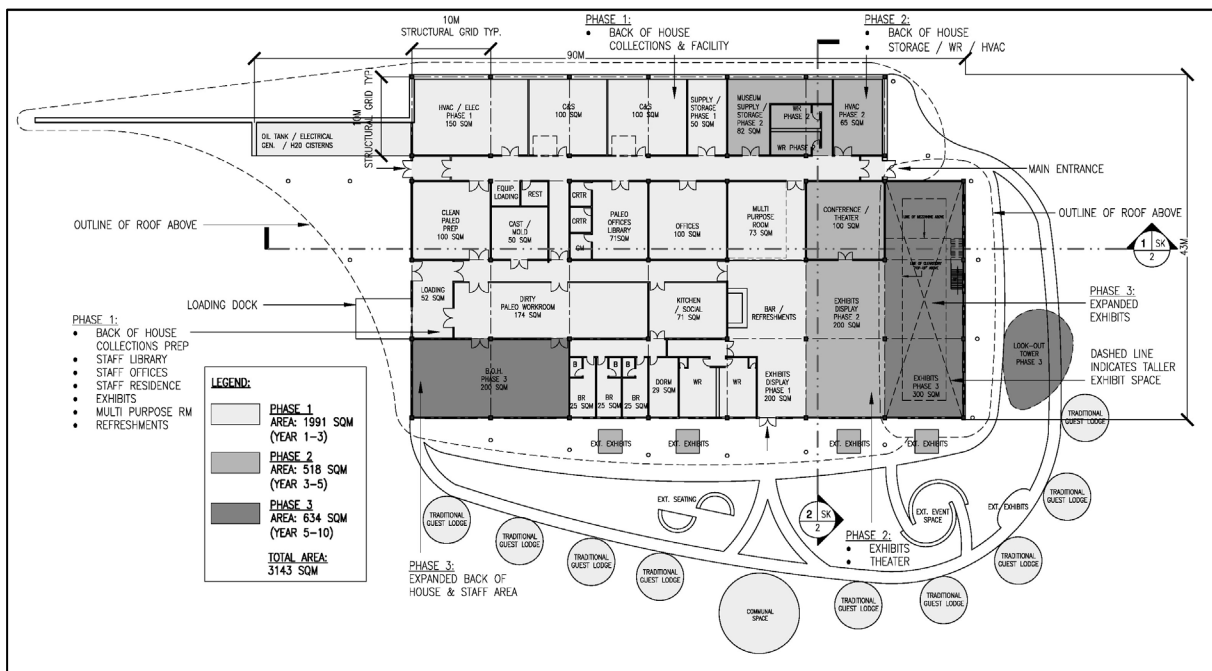 10M
STRUCTURAL GRID TYP.
PHASE 1:
• BACK OF HOUSE
COLLECTIONS & FACILITY
PHASE 2:
• BACK OF HOUSE
STORAGE / WR / HVAC
90M
10M
STRUCTURAL GRID TYP.
HVAC / ELEC
PHASE 1
150 SQM
C&S
100 SQM
C&S
100 SQM
SUPPLY /
STORAGE
PHASE 1
50 SQM
MUSEUM
SUPPLY /
STORAGE
PHASE 2
82 SQM
WR
PHASE 2
WR PHASE
HVAC
PHASE 2
65 SQM
OIL TANK / ELECTRICAL
GEN. / H20 CISTERNS
MAIN ENTRANCE
OUTLINE OF ROOF ABOVE
CLEAN
PALEO
PREP
100 SQM
EQUIP.
LOADING
REST
CAST /
MOLD
50 SQM
CRTR
CRTR
GM
PALEO
OFFICES
LIBRARY
71SQM
OFFICES
100 SQM
MULTI
PURPOSE
ROOM
73 SQM
CONFERENCE /
THEATER
100 SQM
OUTLINE OF ROOF ABOVE
1
SK
2
43M
LOADING DOCK
LOADING
52 SQM
DIRTY
PALEO WORKROOM
174 SQM
KITCHEN
/ SOCIAL
71 SQM
BAR /
REFRESHMENTS
EXHIBITS
DISPLAY
PHASE 2
200 SQM
PHASE 3:
• EXPANDED
EXHIBITS
PHASE 1:
• BACK OF HOUSE
COLLECTIONS PREP
• STAFF LIBRARY
• STAFF OFFICES
• STAFF RESIDENCE
• EXHIBITS
• MULTI PURPOSE RM
• REFRESHMENTS
LOOK-OUT
TOWER
PHASE 3
DASHED LINE
INDICATES TALLER
EXHIBIT SPACE
B.O.H.
PHASE 3
200 SQM
B
B
B
BR
25 SQM
BR
25 SQM
BR
25 SQM
DORM
29 SQM
WR
WR
EXHIBITS
DISPLAY
PHASE 1
200 SQM
EXHIBITS
PHASE 3
300 SQM
LEGEND:
PHASE 1
AREA: 1991 SQM
(YEAR 1-3)
PHASE 2
AREA: 518 SQM
(YEAR 3-5)
PHASE 3
AREA: 634 SQM
(YEAR 5-10)
TOTAL AREA:
3143 SQM
EXT. EXHIBITS
EXT. EXHIBITS
EXT. EXHIBITS
EXT. EXHIBITS
TRADITIONAL
GUEST LODGE
EXT. SEATING
EXT. EVENT
SPACE
EXT. EXHIBITS
TRADITIONAL
GUEST LODGE
TRADITIONAL
GUEST LODGE
TRADITIONAL
GUEST LODGE
TRADITIONAL
GUEST LODGE
TRADITIONAL
GUEST LODGE
2
SK
2
PHASE 2:
• EXHIBITS
THEATER
TRADITIONAL
GUEST LODGE
TRADITIONAL
GUEST LODGE
TRADITIONAL
GUEST LODGE
PHASE 3:
EXPANDED BACK OF
HOUSE & STAFF AREA
COMMUNAL
SPACE